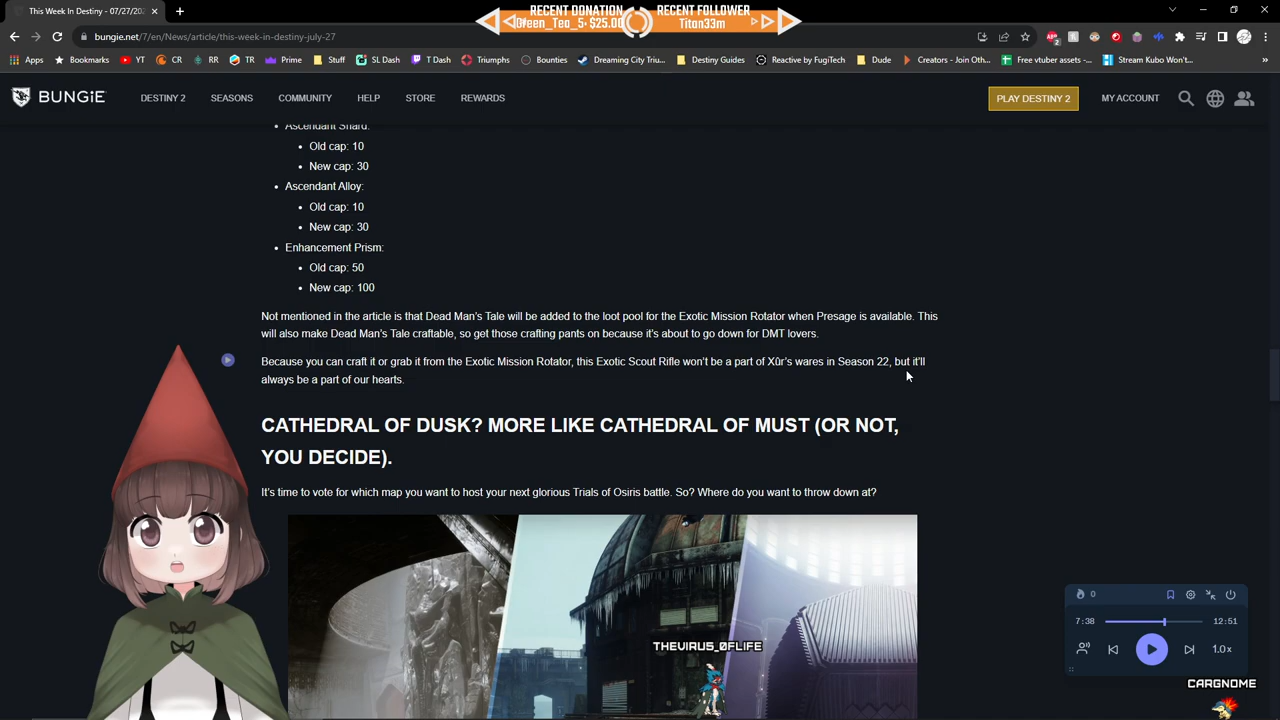 This Week In Destiny - 07/27/202
RECENT DONATION
Green_Tea_5: $25.00
RECENT FOLLOWER
Titan33m
bungie.net/7/en/News/article/this-week-in-destiny-july-27
2
Apps
Bookmarks
YT
CR
RR
TR
Prime
Stuff
SL Dash
T Dash
Triumphs
Bounties
Dreaming City Triu...
Destiny Guides
Reactive by FugiTech
Dude
Creators - Join Oth...
Free vtuber assets -...
Stream Kubo Won't...
BUNGiE
DESTINY 2
SEASONS
COMMUNITY
HELP
STORE
REWARDS
PLAY DESTINY 2
MY ACCOUNT
• Ascendant Shard:
• Old cap: 10
• New cap: 30
• Ascendant Alloy:
• Old cap: 10
• New cap: 30
• Enhancement Prism:
• Old cap: 50
• New cap: 100
Not mentioned in the article is that Dead Man's Tale will be added to the loot pool for the Exotic Mission Rotator when Presage is available. This
will also make Dead Man's Tale craftable, so get those crafting pants on because it's about to go down for DMT lovers.
Because you can craft it or grab it from the Exotic Mission Rotator, this Exotic Scout Rifle won't be a part of Xûr's wares in Season 22, but it'll
always be a part of our hearts.
CATHEDRAL OF DUSK? MORE LIKE CATHEDRAL OF MUST (OR NOT,
YOU DECIDE).
It's time to vote for which map you want to host your next glorious Trials of Osiris battle. So? Where do you want to throw down at?
THEVIRU5_0FLIFE
0
7:38
12:51
1.0x
CARGNOME